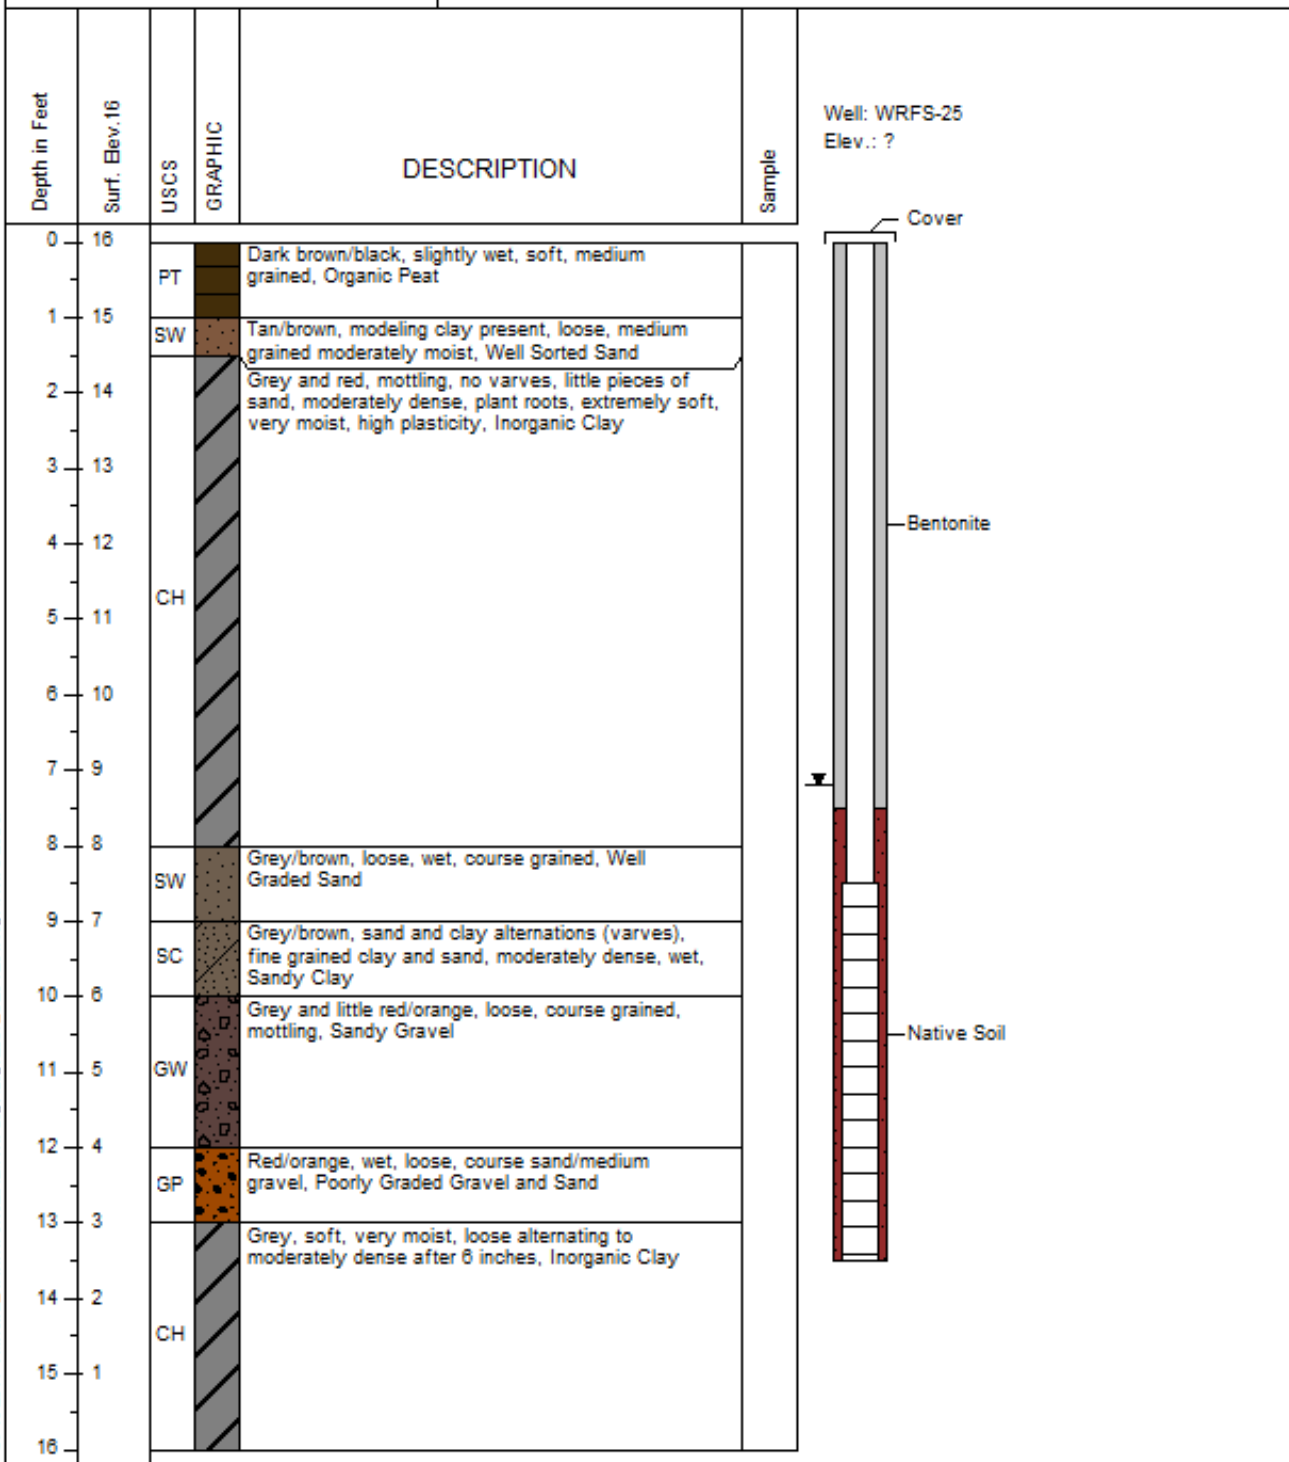 Depth in Feet
Surf. Elev.16
USCS
GRAPHIC
DESCRIPTION
Sample
Well: WRFS-25
Elev.: ?
Cover
0 16
Dark brown/black, slightly wet, soft, medium
grained, Organic Peat
PT
1 15
Tan/brown, modeling clay present, loose, medium
grained moderately moist, Well Sorted Sand
SW
Grey and red, mottling, no varves, little pieces of
sand, moderately dense, plant roots, extremely soft,
very moist, high plasticity, Inorganic Clay
2 14
3 13
Bentonite
4 12
CH
5 11
6 10
7 9
8 8
Grey/brown, loose, wet, course grained, Well
Graded Sand
SW
9 7
Grey/brown, sand and clay alternations (varves),
fine grained clay and sand, moderately dense, wet,
Sandy Clay
SC
10 6
Grey and little red/orange, loose, course grained,
mottling, Sandy Gravel
Native Soil
11 5
GW
12 4
Red/orange, wet, loose, course sand/medium
gravel, Poorly Graded Gravel and Sand
GP
13 3
Grey, soft, very moist, loose alternating to
moderately dense after 6 inches, Inorganic Clay
14 2
CH
15 1
16